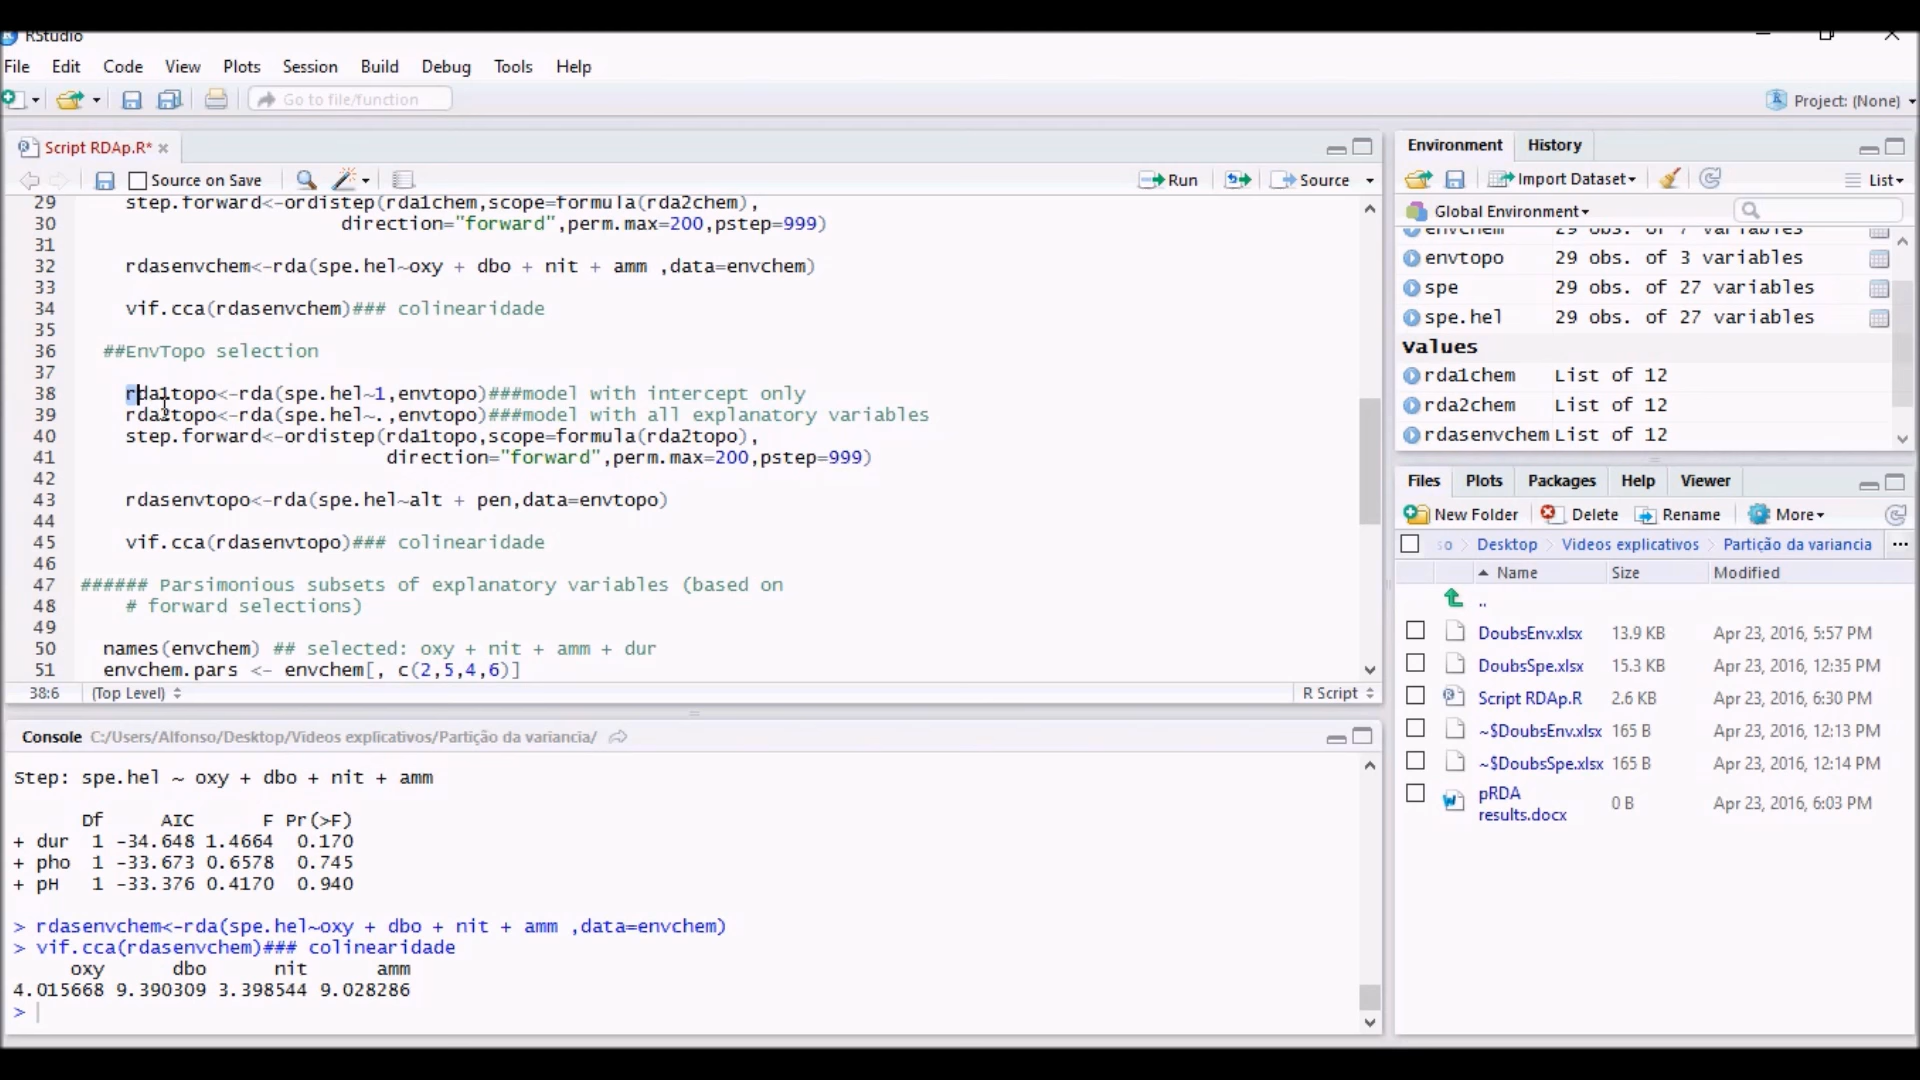 RStudio
File Edit Code View Plots Session Build Debug Tools Help
Go to file/function
Project: (None)
Script RDAp.R*
Source on Save
Run
Source
29 step.forward<-ordistep(rda1chem,scope=formula(rda2chem),
30 direction="forward",perm.max=200,pstep=999)
31
32 rdasenvchem<-rda(spe.hel~oxy + dbo + nit + amm ,data=envchem)
33
34 vif.cca(rdasenvchem)### colinearidade
35
36 ##EnvTopo selection
37
38 rda1topo<-rda(spe.hel~1,envtopo)###model with intercept only
39 rda2topo<-rda(spe.hel~.,envtopo)###model with all explanatory variables
40 step.forward<-ordistep(rda1topo,scope=formula(rda2topo),
41 direction="forward",perm.max=200,pstep=999)
42
43 rdasenvtopo<-rda(spe.hel~alt + pen,data=envtopo)
44
45 vif.cca(rdasenvtopo)### colinearidade
46
47 ###### Parsimonious subsets of explanatory variables (based on
48 # forward selections)
49
50 names(envchem) ## selected: oxy + nit + amm + dur
51 envchem.pars <- envchem[, c(2,5,4,6)]
38:6 (Top Level) R Script
Console C:/Users/Alfonso/Desktop/Videos explicativos/Partição da variancia/
Step: spe.hel ~ oxy + dbo + nit + amm
Df AIC F Pr(>F)
+ dur 1 -34.648 1.4664 0.170
+ pho 1 -33.673 0.6578 0.745
+ pH 1 -33.376 0.4170 0.940
> rdasenvchem<-rda(spe.hel~oxy + dbo + nit + amm ,data=envchem)
> vif.cca(rdasenvchem)### colinearidade
oxy dbo nit amm
4.015668 9.390309 3.398544 9.028286
>
Environment History
Import Dataset List
Global Environment
envchem 29 obs. of 7 variables
envtopo 29 obs. of 3 variables
spe 29 obs. of 27 variables
spe.hel 29 obs. of 27 variables
Values
rda1chem List of 12
rda2chem List of 12
rdasenvchem List of 12
Files Plots Packages Help Viewer
New Folder Delete Rename More
so Desktop Videos explicativos Partição da variancia ...
Name Size Modified
..
DoubsEnv.xlsx 13.9 KB Apr 23, 2016, 5:57 PM
DoubsSpe.xlsx 15.3 KB Apr 23, 2016, 12:35 PM
Script RDAp.R 2.6 KB Apr 23, 2016, 6:30 PM
~$DoubsEnv.xlsx 165 B Apr 23, 2016, 12:13 PM
~$DoubsSpe.xlsx 165 B Apr 23, 2016, 12:14 PM
pRDA results.docx 0 B Apr 23, 2016, 6:03 PM